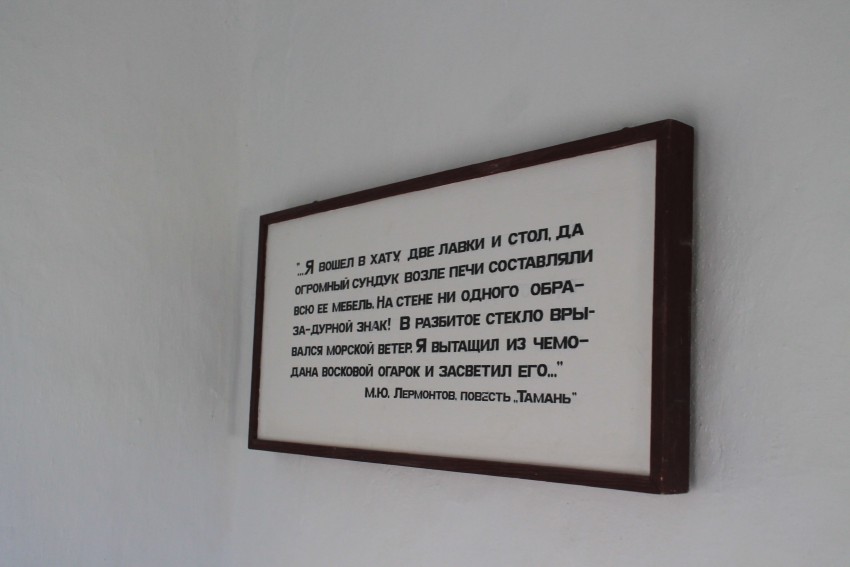 "...Я ВОШЕЛ В ХАТУ, ДВЕ ЛАВКИ И СТОЛ, ДА
ОГРОМНЫЙ СУНДУК ВОЗЛЕ ПЕЧИ СОСТАВЛЯЛИ
ВСЮ ЕЕ МЕБЕЛЬ. НА СТЕНЕ НИ ОДНОГО ОБРА-
ЗА-ДУРНОЙ ЗНАК! В РАЗБИТОЕ СТЕКЛО ВРЫ-
ВАЛСЯ МОРСКОЙ ВЕТЕР. Я ВЫТАЩИЛ ИЗ ЧЕМО-
ДАНА ВОСКОВОЙ ОГАРОК И ЗАСВЕТИЛ ЕГО..."
М.Ю. ЛЕРМОНТОВ. ПОВЕСТЬ „ТАМАНЬ"